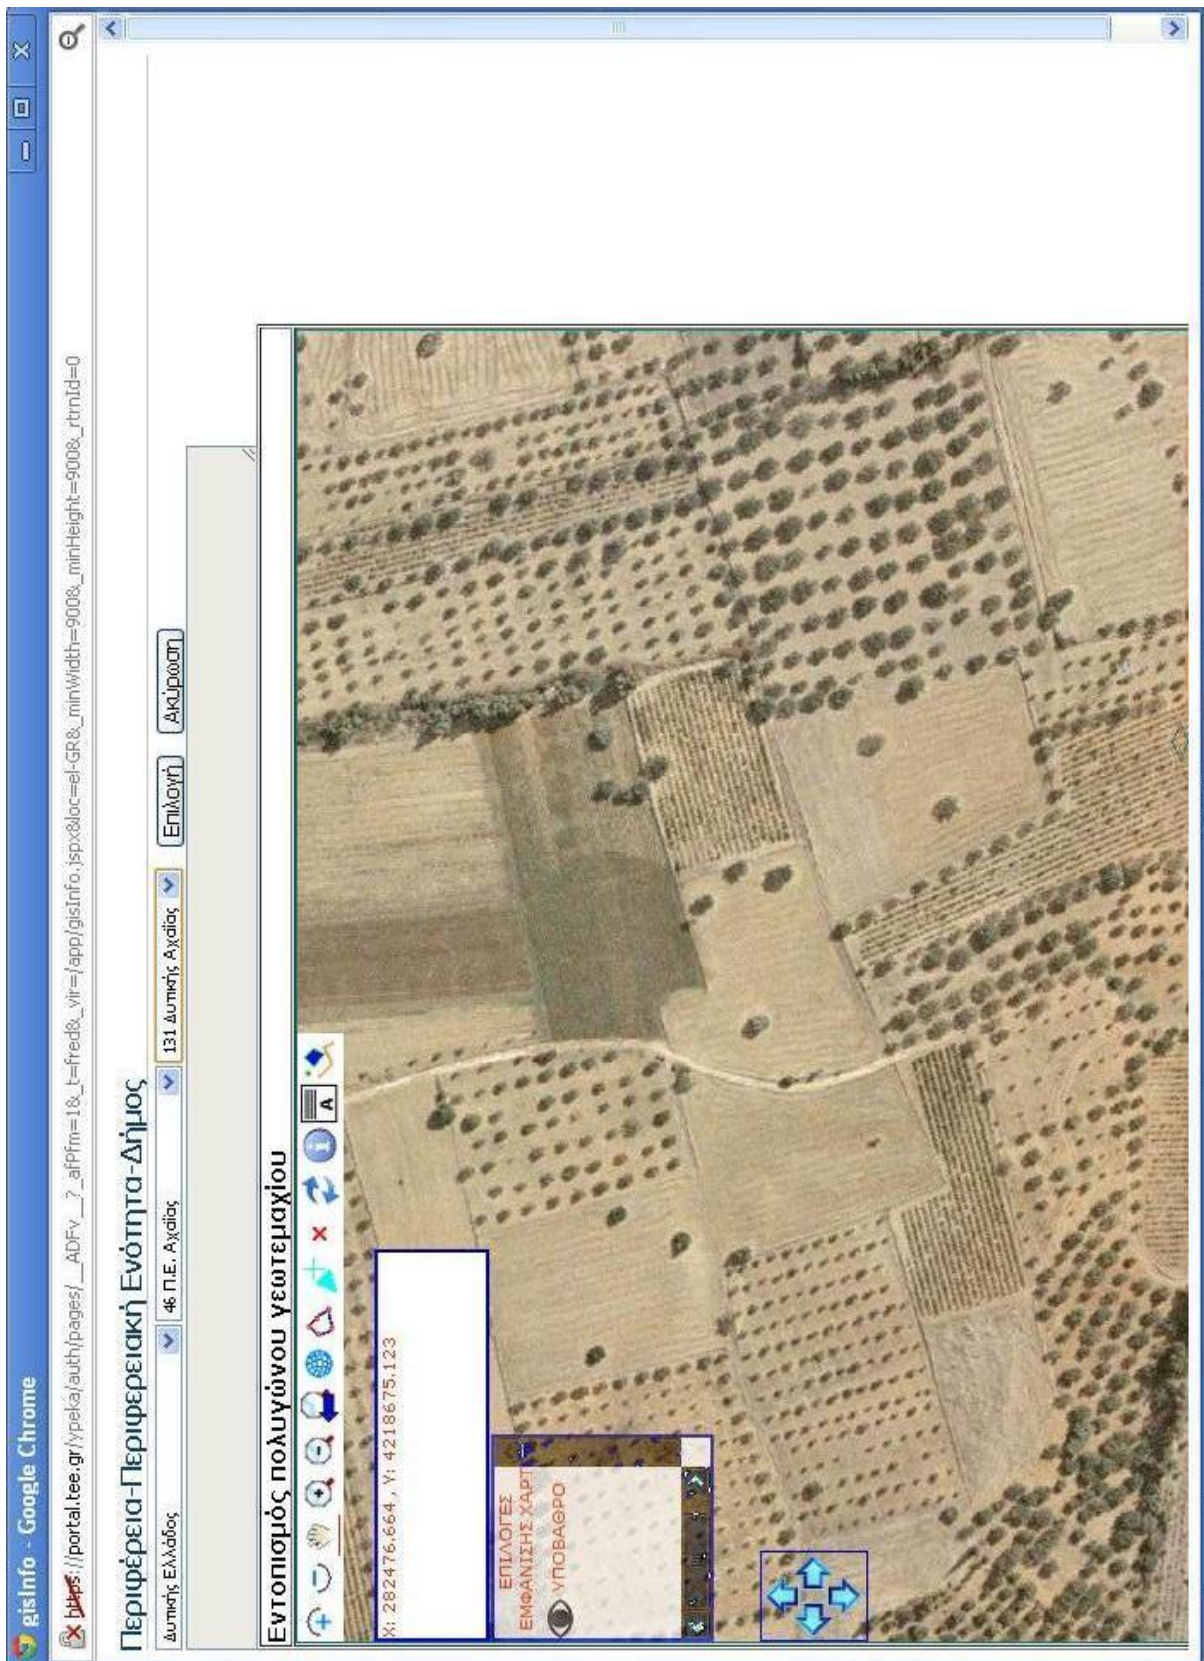 gisInfo - Google Chrome
https://portal.tee.gr/ypeka/auth/pages/__ADFv__?_afPfm=1&_t=fred&_vir=/app/gisInfo.jspx&loc=el-GR&_minWidth=900&_minHeight=900&_rtrnId=0
Περιφέρεια-Περιφερειακή Ενότητα-Δήμος
Δυτικής Ελλάδος 46 Π.Ε. Αχαΐας 131 Δυτικής Αχαΐας Επιλογή Ακύρωση
Εντοπισμός πολυγώνου γεωτεμαχίου
A
X: 282476.664 , Y: 4218675.123
ΕΠΙΛΟΓΕΣ
ΕΜΦΑΝΙΣΗΣ ΧΑΡΤ
ΥΠΟΒΑΘΡΟ